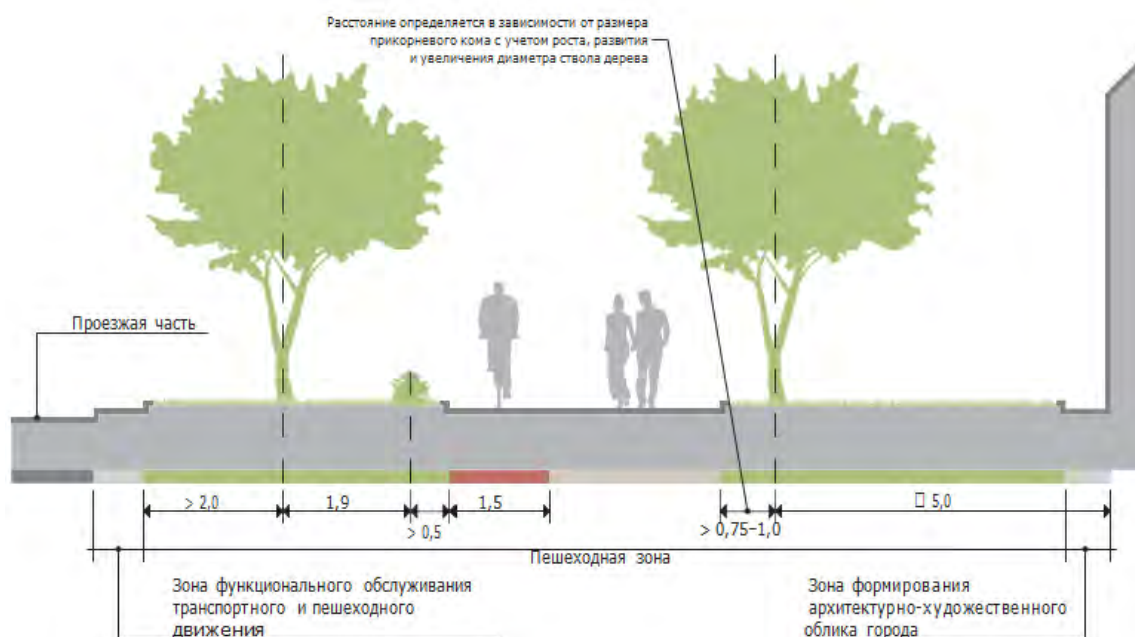 Расстояние определяется в зависимости от размера
прикорневого кома с учетом роста, развития
и увеличения диаметра ствола дерева
Проезжая часть
> 2,0
1,9
> 0,5
1,5
> 0,75–1,0
□ 5,0
Пешеходная зона
Зона функционального обслуживания
транспортного и пешеходного
движения
Зона формирования
архитектурно-художественного
облика города